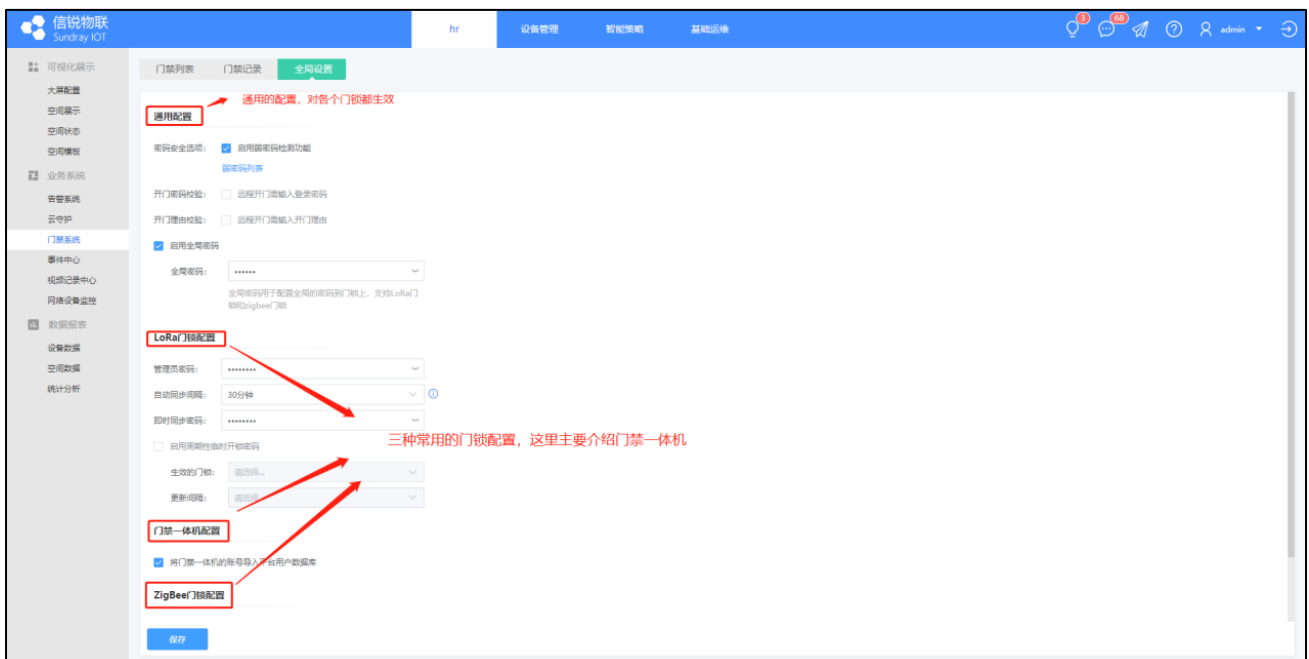 信锐物联
Sundray IOT
hr
设备管理
智能策略
基础运维
3
68
admin
可视化展示
大屏配置
空间展示
空间状态
空间模板
业务系统
告警系统
云守护
门禁系统
事件中心
视频记录中心
网络设备监控
数据报表
设备数据
空间数据
统计分析
门禁列表
门禁记录
全局设置
通用的配置，对各个门锁都生效
通用配置
密码安全选项：
启用弱密码检测功能
弱密码列表
开门密码校验：
远程开门需输入登录密码
开门理由校验：
远程开门需输入开门理由
启用全局密码
全局密码：
••••••
全局密码用于配置全局的密码到门锁上，支持LoRa门
锁和zigbee门锁
LoRa门锁配置
管理员密码：
••••••••
自动同步间隔：
30分钟
即时同步密码：
••••••••
三种常用的门锁配置，这里主要介绍门禁一体机
启用周期性临时开锁密码
生效的门锁：
请选择...
更新间隔：
请选择
门禁一体机配置
将门禁一体机的账号导入平台用户数据库
ZigBee门锁配置
保存